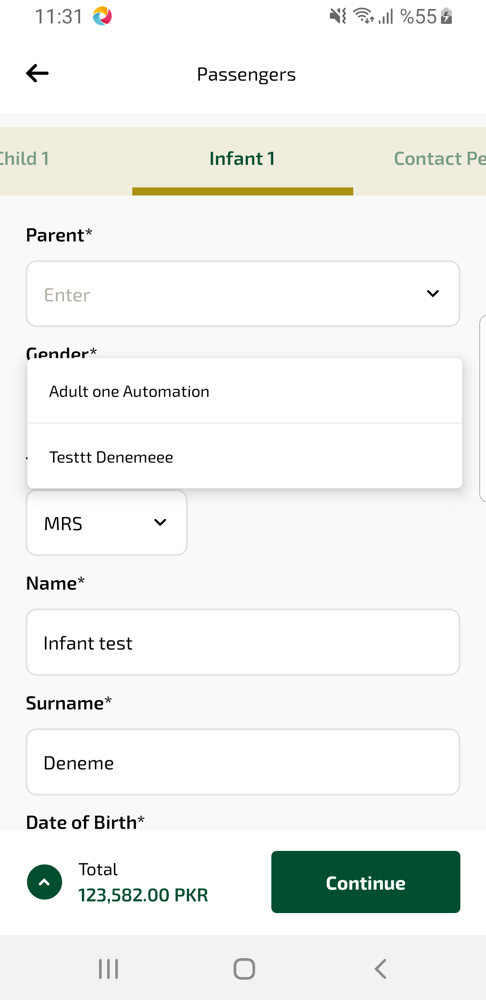 11:31
%55
Passengers
Child 1
Infant 1
Contact Pe
Parent*
Enter
Gender*
Adult one Automation
Testtt Denemeee
MRS
Name*
Infant test
Surname*
Deneme
Date of Birth*
Total
123,582.00 PKR
Continue